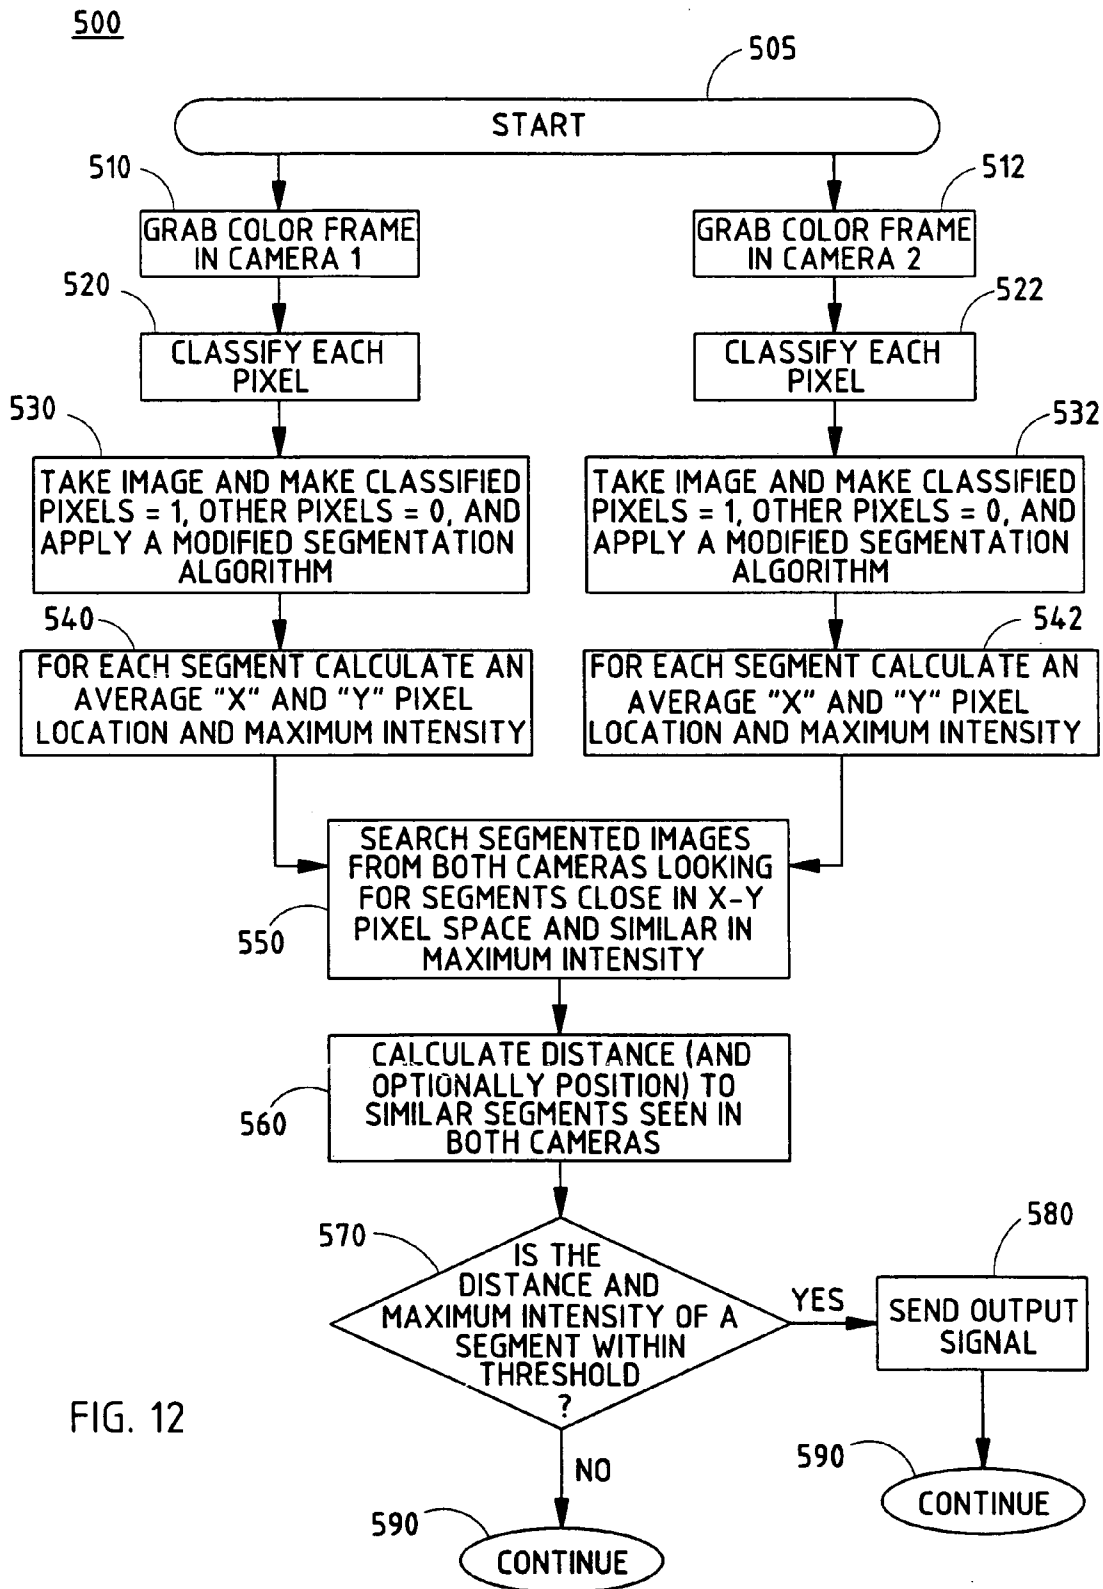 500
505
START
510
512
GRAB COLOR FRAME
IN CAMERA 1
GRAB COLOR FRAME
IN CAMERA 2
520
522
CLASSIFY EACH
PIXEL
CLASSIFY EACH
PIXEL
530
532
TAKE IMAGE AND MAKE CLASSIFIED
PIXELS = 1, OTHER PIXELS = 0, AND
APPLY A MODIFIED SEGMENTATION
ALGORITHM
TAKE IMAGE AND MAKE CLASSIFIED
PIXELS = 1, OTHER PIXELS = 0, AND
APPLY A MODIFIED SEGMENTATION
ALGORITHM
540
542
FOR EACH SEGMENT CALCULATE AN
AVERAGE "X" AND "Y" PIXEL
LOCATION AND MAXIMUM INTENSITY
FOR EACH SEGMENT CALCULATE AN
AVERAGE "X" AND "Y" PIXEL
LOCATION AND MAXIMUM INTENSITY
SEARCH SEGMENTED IMAGES
FROM BOTH CAMERAS LOOKING
FOR SEGMENTS CLOSE IN X-Y
PIXEL SPACE AND SIMILAR IN
MAXIMUM INTENSITY
550
CALCULATE DISTANCE (AND
OPTIONALLY POSITION) TO
SIMILAR SEGMENTS SEEN IN
BOTH CAMERAS
560
570
IS THE
DISTANCE AND
MAXIMUM INTENSITY OF A
SEGMENT WITHIN
THRESHOLD
?
YES
580
SEND OUTPUT
SIGNAL
NO
590
CONTINUE
590
CONTINUE
FIG. 12